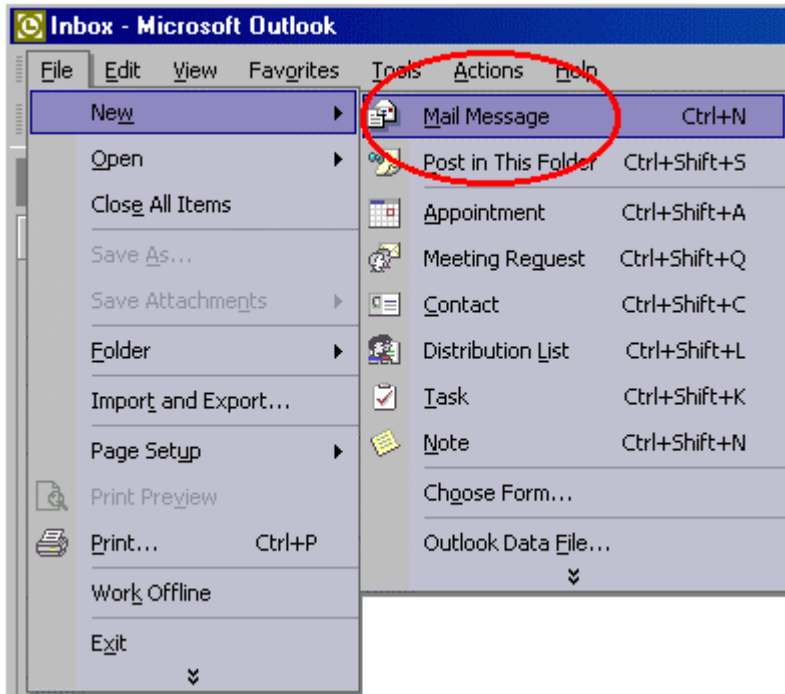 Inbox - Microsoft Outlook
File Edit View Favorites Tools Actions Help
New
Open
Close All Items
Save As...
Save Attachments
Folder
Import and Export...
Page Setup
Print Preview
Print... Ctrl+P
Work Offline
Exit
Mail Message Ctrl+N
Post in This Folder Ctrl+Shift+S
Appointment Ctrl+Shift+A
Meeting Request Ctrl+Shift+Q
Contact Ctrl+Shift+C
Distribution List Ctrl+Shift+L
Task Ctrl+Shift+K
Note Ctrl+Shift+N
Choose Form...
Outlook Data File...